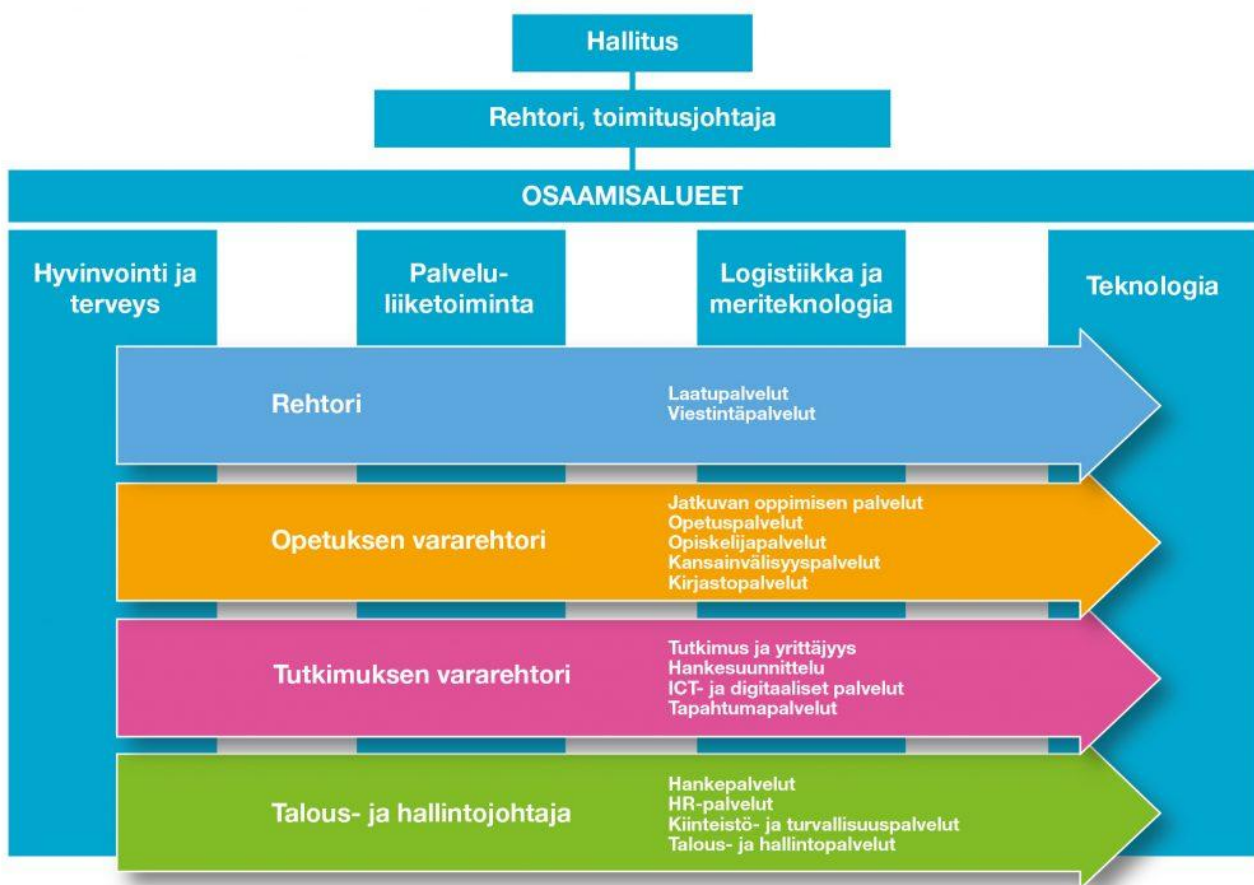 Hallitus
Rehtori, toimitusjohtaja
OSAAMISALUEET
Hyvinvointi ja
terveys
Palvelu-
liiketoiminta
Logistiikka ja
meriteknologia
Teknologia
Rehtori
Laatupalvelut
Viestintäpalvelut
Opetuksen vararehtori
Jatkuvan oppimisen palvelut
Opetuspalvelut
Opiskelijapalvelut
Kansainvälisyyspalvelut
Kirjastopalvelut
Tutkimuksen vararehtori
Tutkimus ja yrittäjyys
Hankesuunnittelu
ICT- ja digitaaliset palvelut
Tapahtumapalvelut
Talous- ja hallintojohtaja
Hankepalvelut
HR-palvelut
Kiinteistö- ja turvallisuuspalvelut
Talous- ja hallintopalvelut